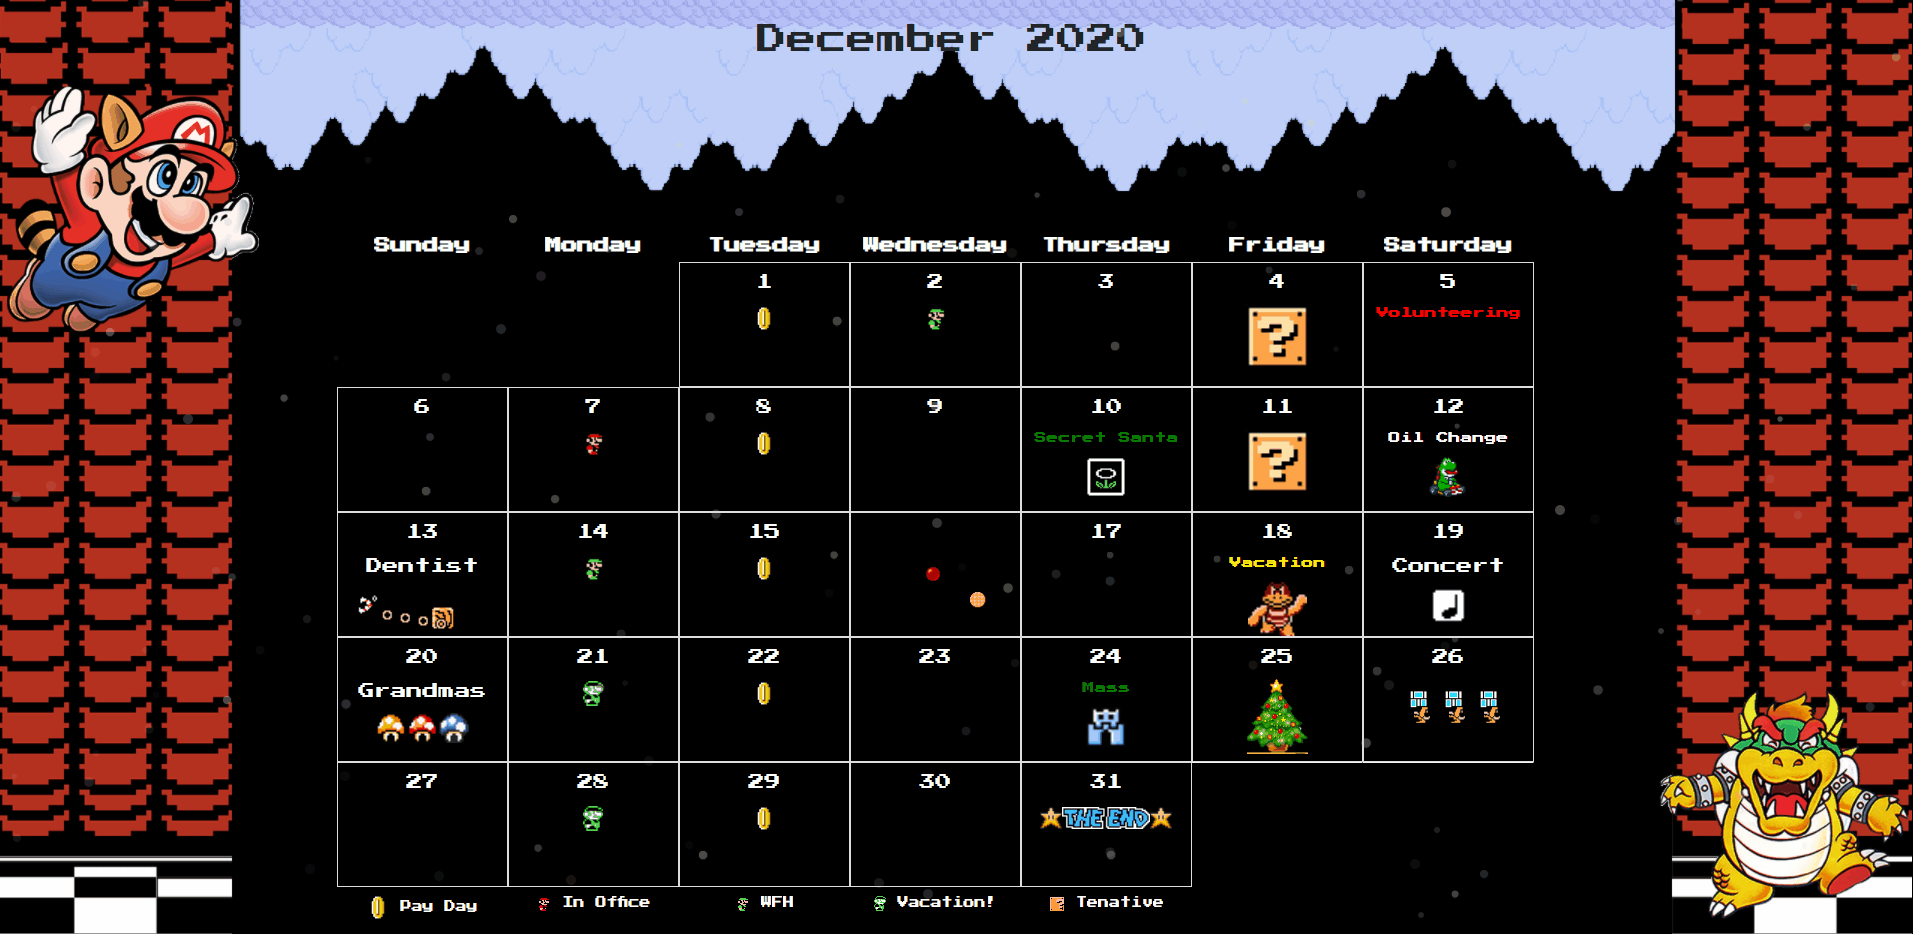 December 2020
Sunday Monday Tuesday Wednesday Thursday Friday Saturday
1 2 3 4 5
? Volunteering
6 7 8 9 10 11 12
Secret Santa ? Oil Change
13 14 15 17 18 19
Dentist Vacation Concert
20 21 22 23 24 25 26
Grandmas Mass
27 28 29 30 31
THE END
Pay Day In Office WFH Vacation! Tenative
M